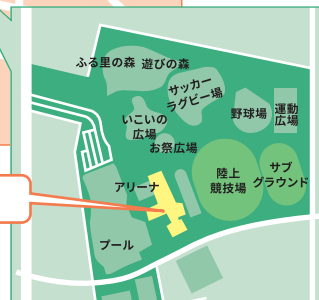 ふるさとの森 遊びの森
サッカー
ラグビー場
いこいの
広場
野球場
運動
広場
お祭広場
陸上
競技場
サブ
グラウンド
アリーナ
プール